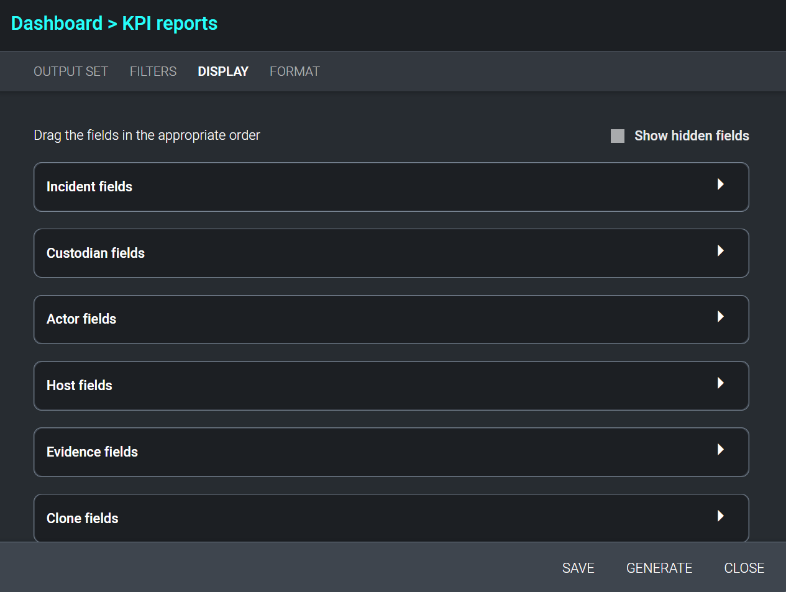 Dashboard > KPI reports
OUTPUT SET FILTERS DISPLAY FORMAT
Drag the fields in the appropriate order Show hidden fields
Incident fields
Custodian fields
Actor fields
Host fields
Evidence fields
Clone fields
SAVE GENERATE CLOSE